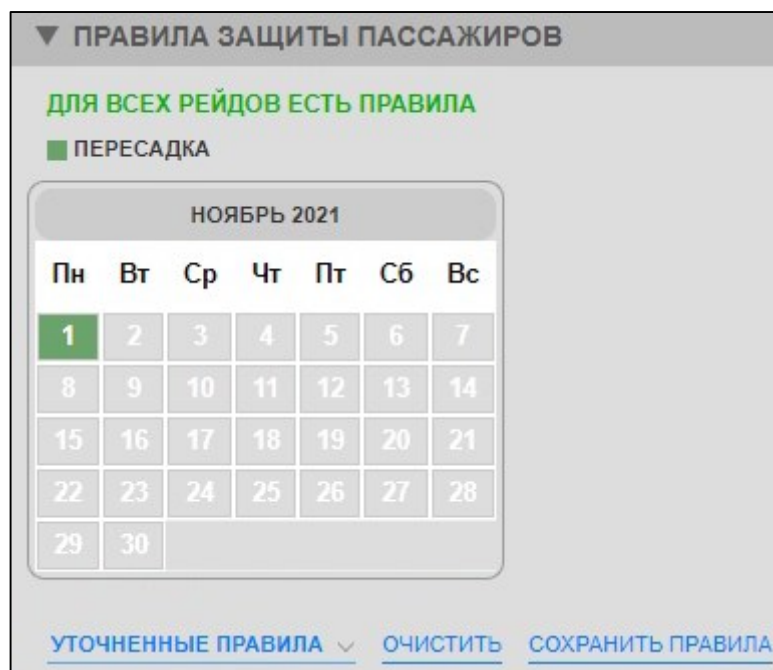 ▼ ПРАВИЛА ЗАЩИТЫ ПАССАЖИРОВ
ДЛЯ ВСЕХ РЕЙДОВ ЕСТЬ ПРАВИЛА
ПЕРЕСАДКА
НОЯБРЬ 2021
Пн Вт Ср Чт Пт Сб Вс
1 2 3 4 5 6 7
8 9 10 11 12 13 14
15 16 17 18 19 20 21
22 23 24 25 26 27 28
29 30
УТОЧНЕННЫЕ ПРАВИЛА ОЧИСТИТЬ СОХРАНИТЬ ПРАВИЛА